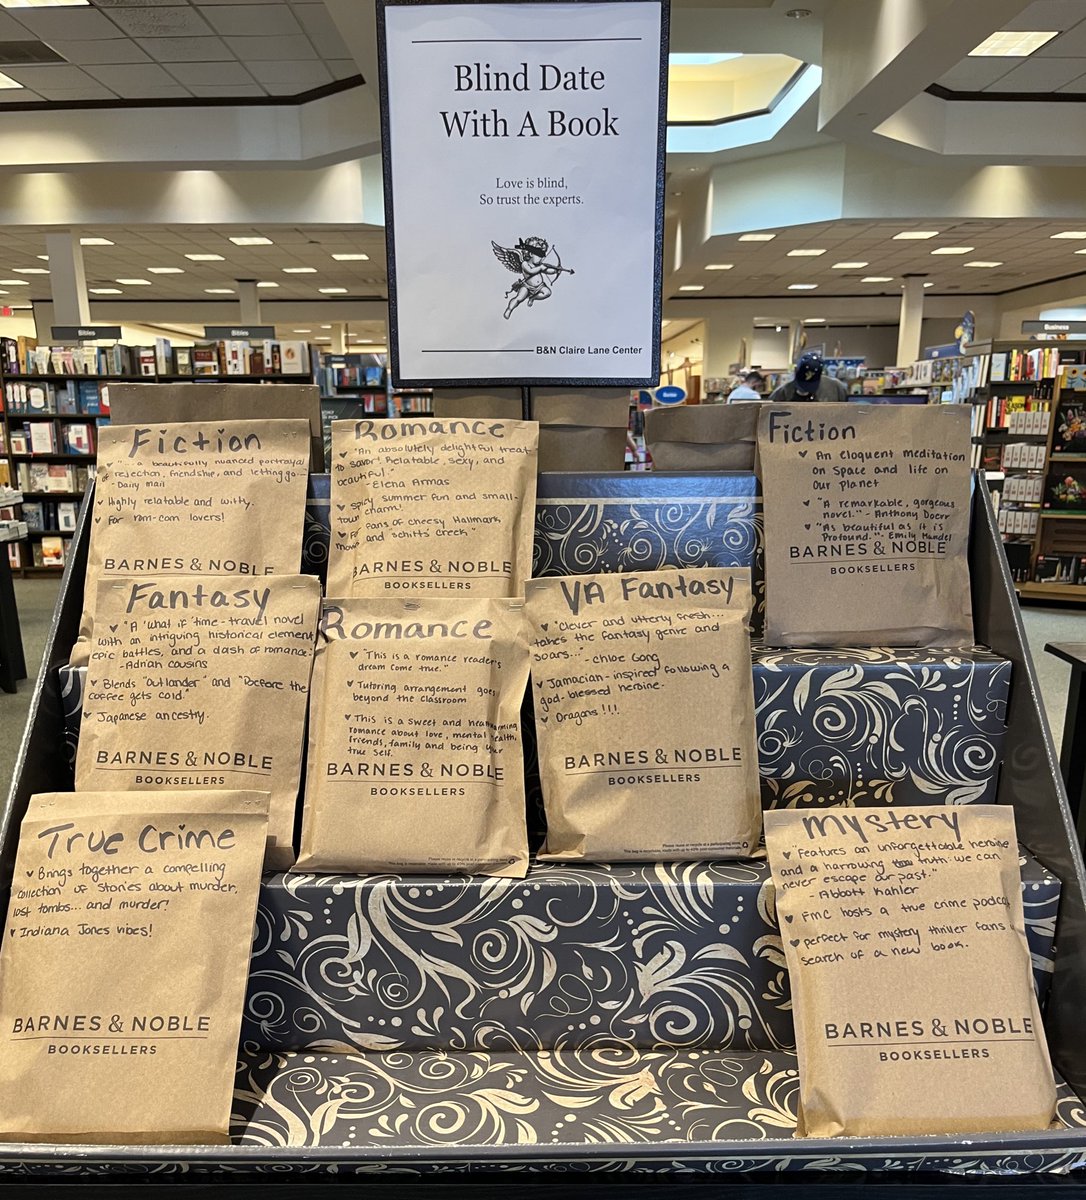 Blind Date
With A Book
Love is blind,
So trust the experts.
B&N Claire Lane Center
Bibles
Bibles
Business
Fiction
♥ "...a beautifully nuanced portrayal
of rejection, friendship, and letting go—
- Daily mail
♥ Highly relatable and witty.
♥ For rom-com lovers!
BARNES & NOBLE
Romance
♥ "An absolutely delightful treat
to savor! Relatable, sexy, and
beautiful."
- Elena Armas
♥ Spicy summer fun and small-
town charm!
♥ fans of cheesy Hallmark
and schitts creek"
BARNES & NOBLE
BOOKSELLERS
Fiction
♥ An eloquent meditation
on space and life on
our planet
♥ "A remarkable, gorgeous
novel." - Anthony Doerr
♥ "As beautiful as it is
Profound." - Emily Mandel
BARNES & NOBLE
BOOKSELLERS
Fantasy
♥ "A 'what if' time-travel novel
with an intriguing historical element,
epic battles, and a dash of romance."
- Adrian cousins
♥ Blends "Outlander" and "Before the
coffee gets cold."
♥ Japanese ancestry.
BARNES & NOBLE
BOOKSELLERS
Romance
♥ "This is a romance reader's
dream come true."
♥ Tutoring arrangement goes
beyond the classroom
♥ This is a sweet and heartwarming
romance about love, mental health,
friends, family and being your
true self.
BARNES & NOBLE
BOOKSELLERS
YA Fantasy
♥ "Clever and utterly fresh...
takes the fantasy genre and
soars..." - Chloe Gong
♥ Jamacian-inspired following a
god-blessed heroine.
♥ Dragons!!!!
BARNES & NOBLE
BOOKSELLERS
True Crime
♥ Brings together a compelling
collection of stories about murder,
lost tombs... and murder!
♥ Indiana Jones vibes!
BARNES & NOBLE
BOOKSELLERS
Mystery
♥ "Features an unforgettable heroine
and a harrowing truth: we can
never escape our past."
- Abbott Kahler
♥ FMC hosts a true crime podcast
♥ perfect for mystery thriller fans
search of a new book.
BARNES & NOBLE
BOOKSELLERS